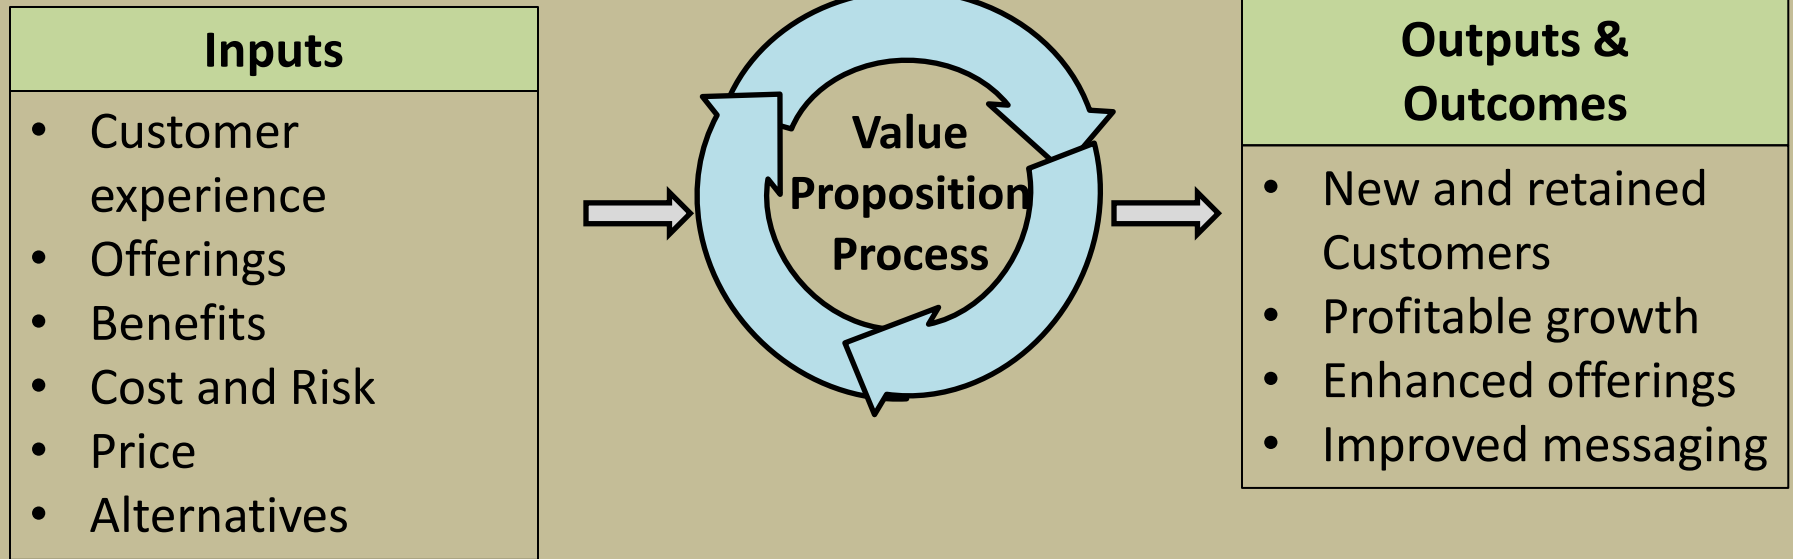 Inputs
• Customer
experience
• Offerings
• Benefits
• Cost and Risk
• Price
• Alternatives
Value
Proposition
Process
Outputs &
Outcomes
• New and retained
Customers
• Profitable growth
• Enhanced offerings
• Improved messaging